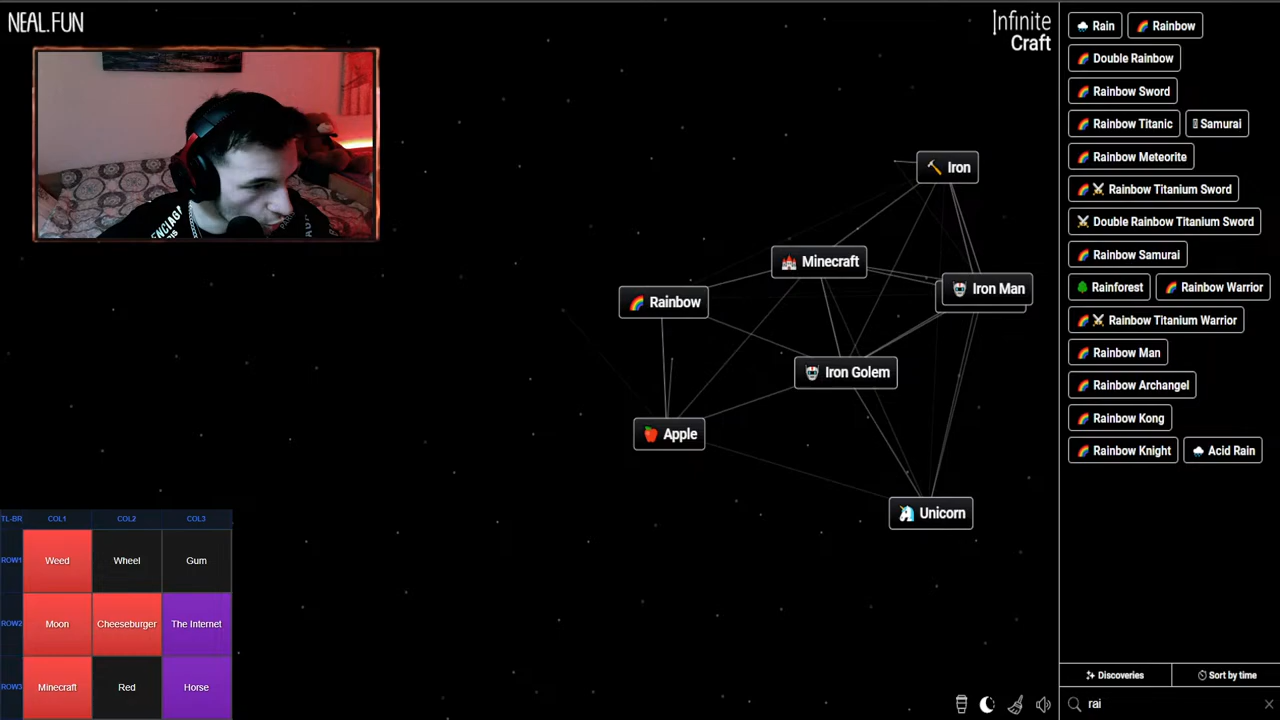 NEAL.FUN
Infinite
Craft
Rain
Rainbow
Double Rainbow
Rainbow Sword
Rainbow Titanic
Samurai
Rainbow Meteorite
Rainbow Titanium Sword
Double Rainbow Titanium Sword
Rainbow Samurai
Rainforest
Rainbow Warrior
Rainbow Titanium Warrior
Rainbow Man
Rainbow Archangel
Rainbow Kong
Rainbow Knight
Acid Rain
Iron
Minecraft
Iron Man
Rainbow
Iron Golem
Apple
Unicorn
TL-BR COL1 COL2 COL3
ROW1 Weed Wheel Gum
ROW2 Moon Cheeseburger The Internet
ROW3 Minecraft Red Horse
Discoveries
Sort by time
rai